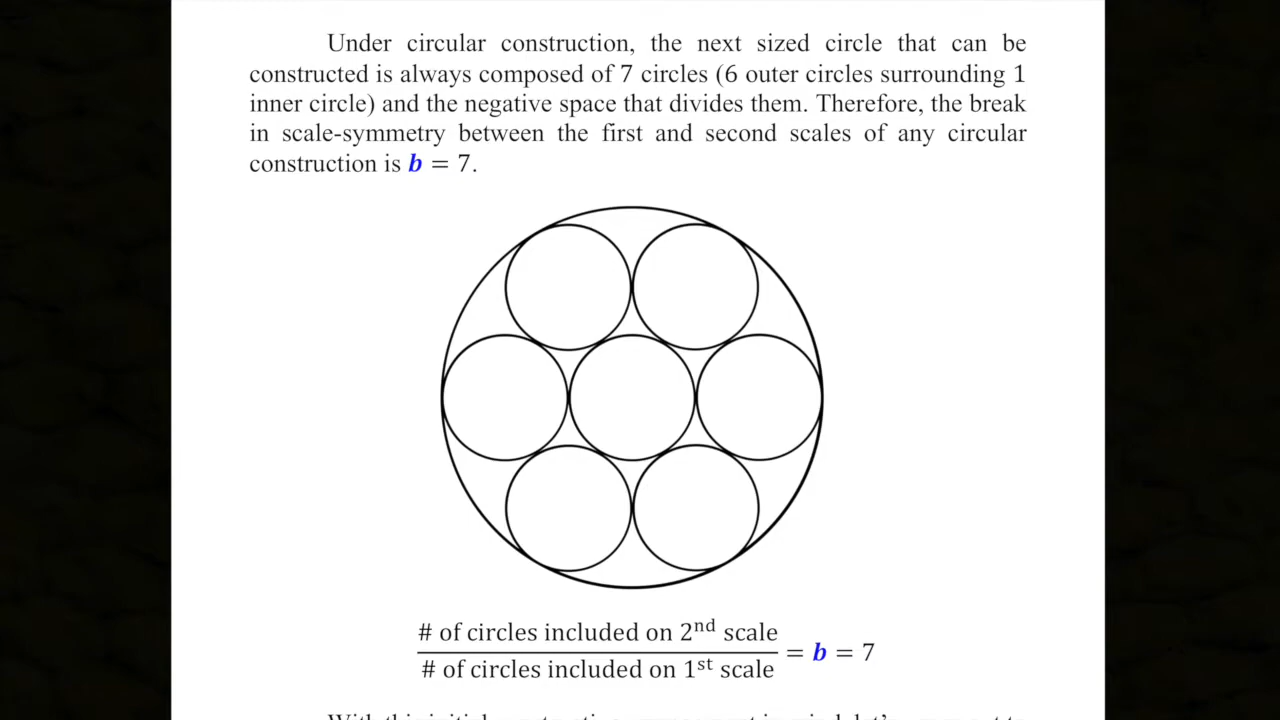 Under circular construction, the next sized circle that can be
constructed is always composed of 7 circles (6 outer circles surrounding 1
inner circle) and the negative space that divides them. Therefore, the break
in scale-symmetry between the first and second scales of any circular
construction is b = 7.
# of circles included on 2nd scale
# of circles included on 1st scale
= b = 7